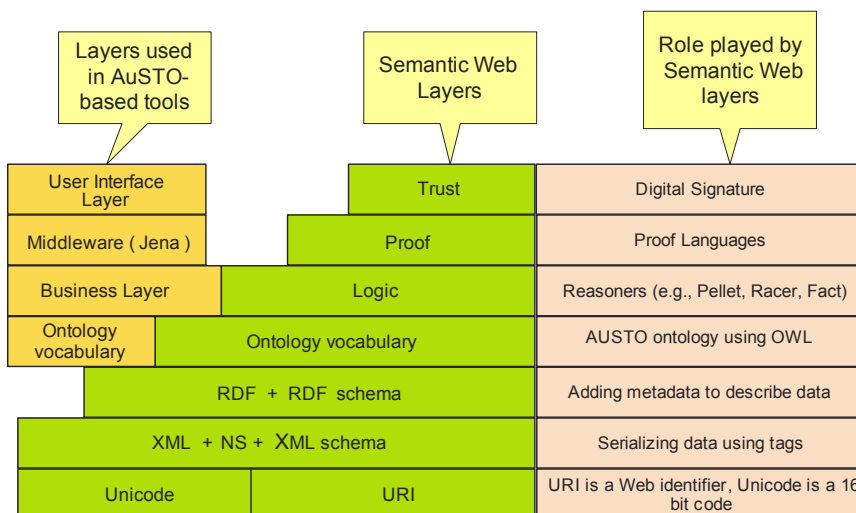 Layers used
in AuSTO-
based tools
Semantic Web
Layers
Role played by
Semantic Web
layers
User Interface
Layer
Trust
Digital Signature
Middleware ( Jena )
Proof
Proof Languages
Business Layer
Logic
Reasoners (e.g., Pellet, Racer, Fact)
Ontology
vocabulary
Ontology vocabulary
AUSTO ontology using OWL
RDF + RDF schema
Adding metadata to describe data
XML + NS + XML schema
Serializing data using tags
Unicode
URI
URI is a Web identifier, Unicode is a 16
bit code